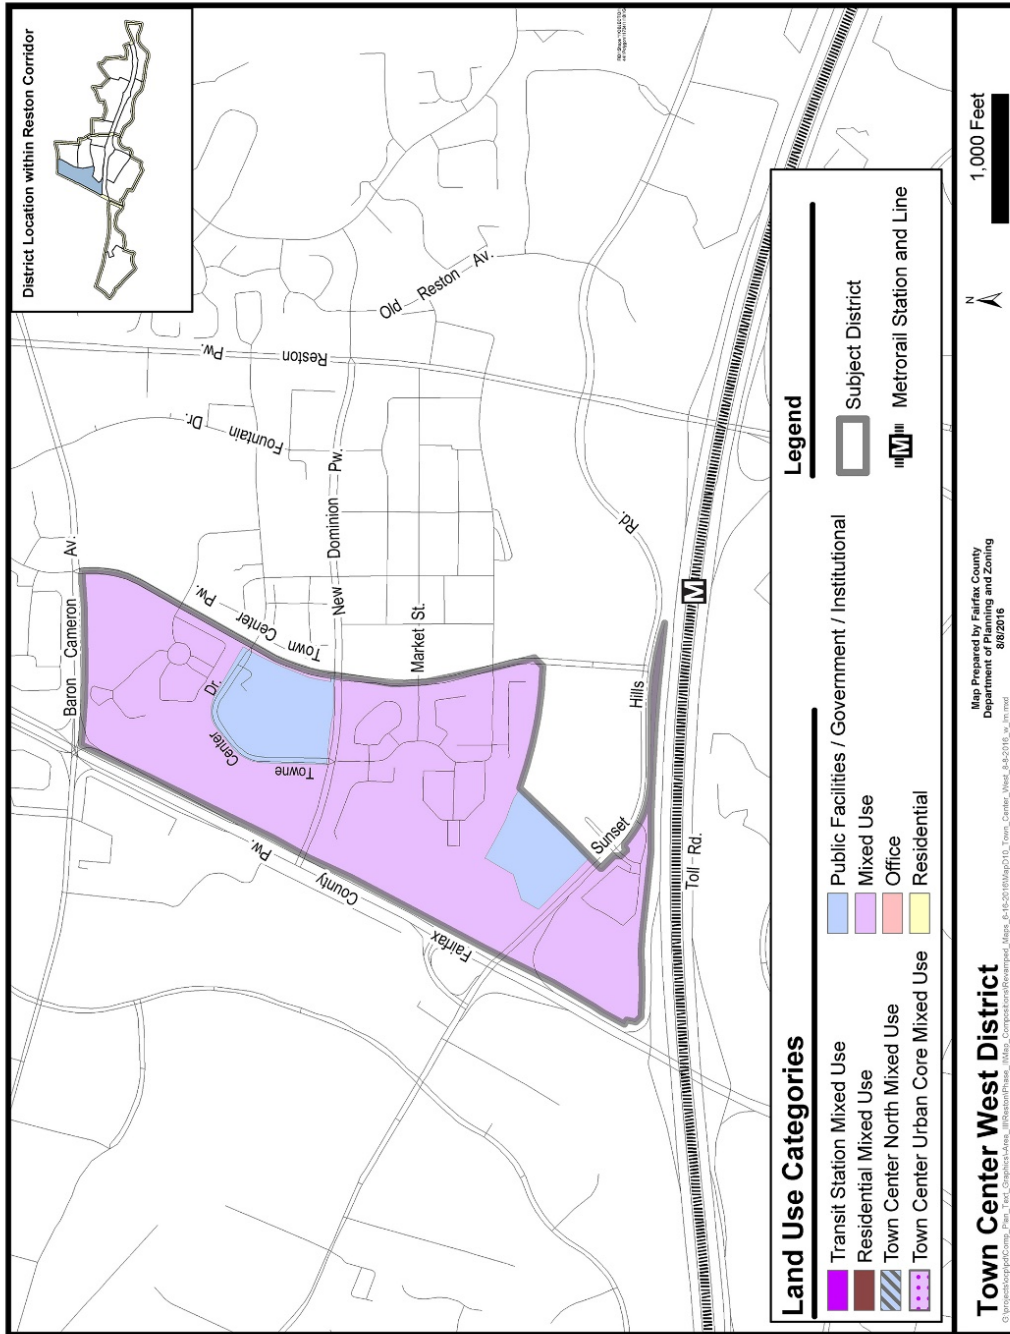 District Location within Reston Corridor
Baron Cameron Av.
Fountain Dr.
Reston Pw.
Old Reston Av.
Town Center Pw.
Towne Center Dr.
New Dominion Pw.
Market St.
Fairfax County Pw.
Sunset Hills Rd.
Toll Rd.
M
Land Use Categories
Transit Station Mixed Use
Residential Mixed Use
Town Center North Mixed Use
Town Center Urban Core Mixed Use
Public Facilities / Government / Institutional
Mixed Use
Office
Residential
Legend
Subject District
M Metrorail Station and Line
Town Center West District
Map Prepared by Fairfax County
Department of Planning and Zoning
8/8/2016
N
1,000 Feet